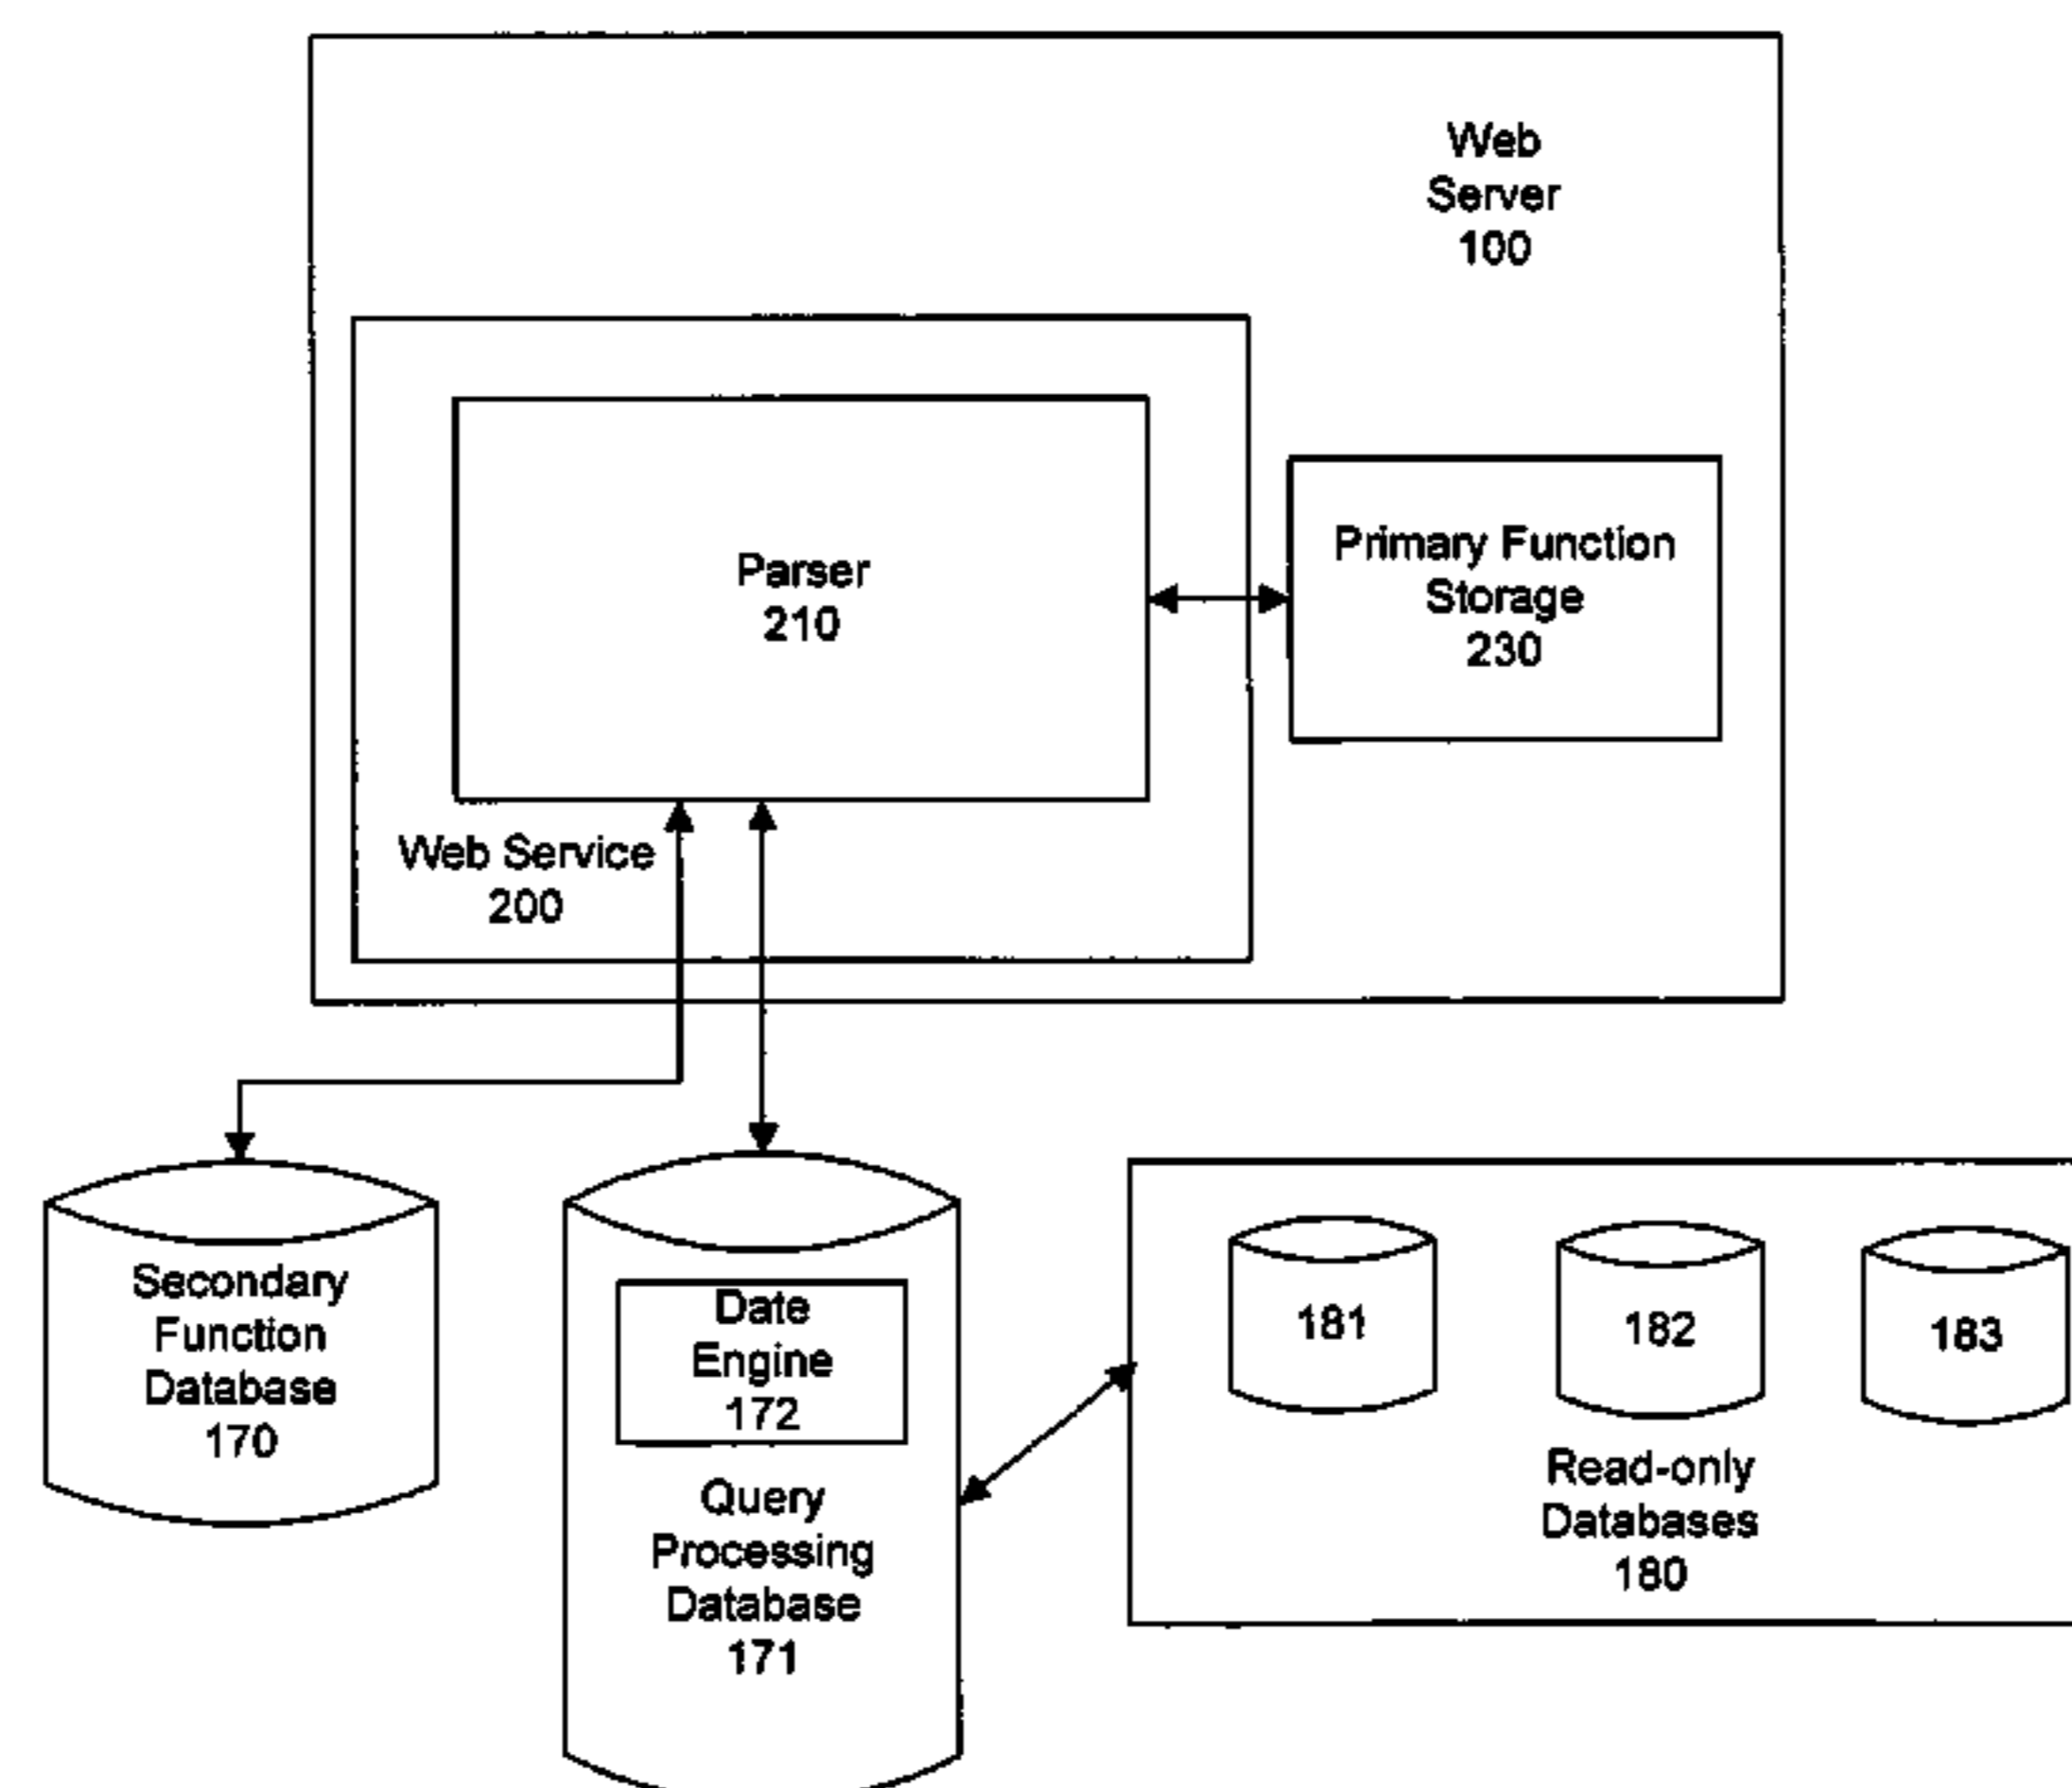 Web
Server
100
Parser
210
Primary Function
Storage
230
Web Service
200
Secondary
Function
Database
170
Date
Engine
172
Query
Processing
Database
171
181
182
183
Read-only
Databases
180